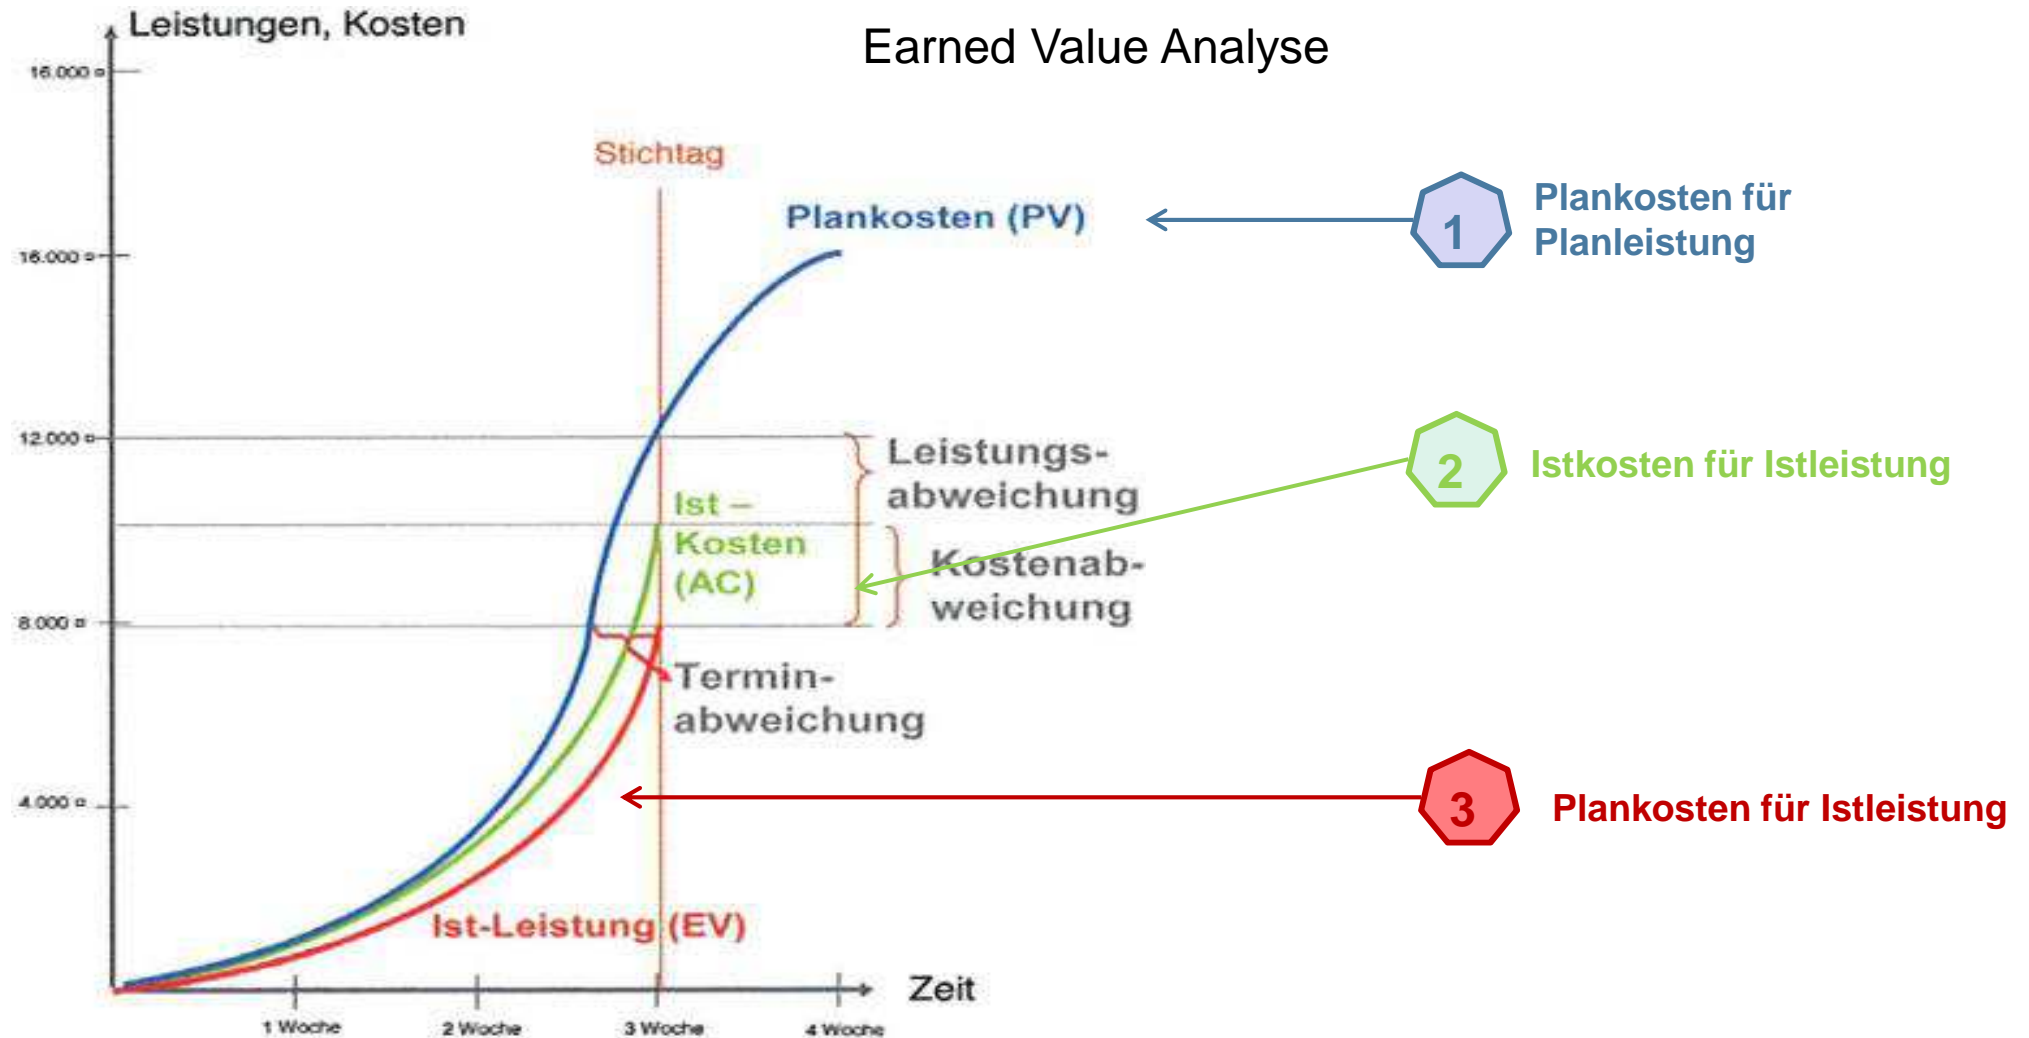 Leistungen, Kosten
Earned Value Analyse
16.000 ¤
Stichtag
Plankosten (PV)
1
Plankosten für
Planleistung
16.000 ¤
12.000 ¤
Leistungs-
abweichung
2
Istkosten für Istleistung
Ist –
Kosten
(AC)
Kostenab-
weichung
8.000 ¤
Termin-
abweichung
4.000 ¤
3
Plankosten für Istleistung
Ist-Leistung (EV)
Zeit
1 Woche
2 Woche
3 Woche
4 Woche